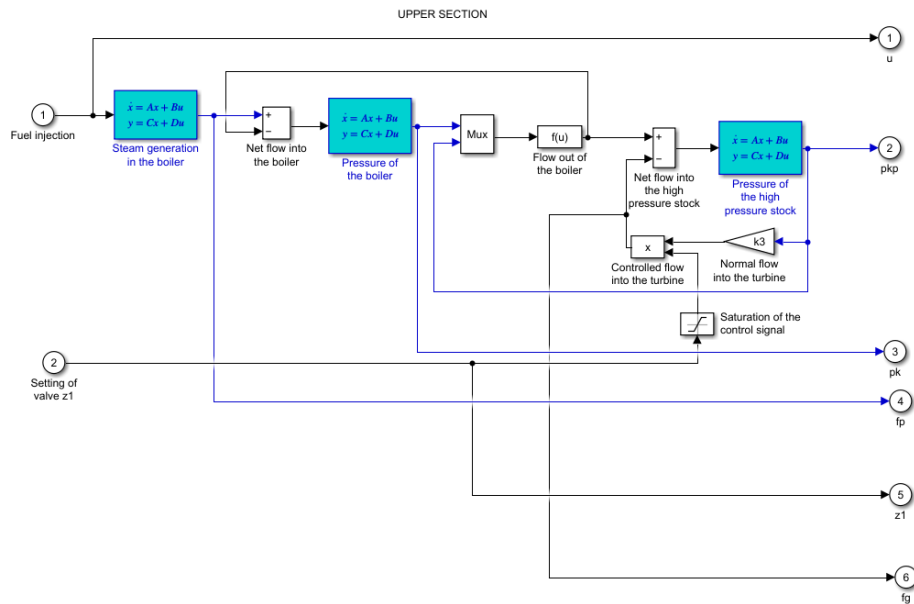 UPPER SECTION
1
u
1
Fuel injection
ẋ = Ax + Bu
y = Cx + Du
Steam generation
in the boiler
+
−
Net flow into
the boiler
ẋ = Ax + Bu
y = Cx + Du
Pressure of
the boiler
Mux
f(u)
Flow out of
the boiler
+
−
Net flow into
the high
pressure stock
ẋ = Ax + Bu
y = Cx + Du
Pressure of
the high
pressure stock
2
pkp
x
Controlled flow
into the turbine
k3
Normal flow
into the turbine
Saturation of the
control signal
2
Setting of
valve z1
3
pk
4
fp
5
z1
6
fg